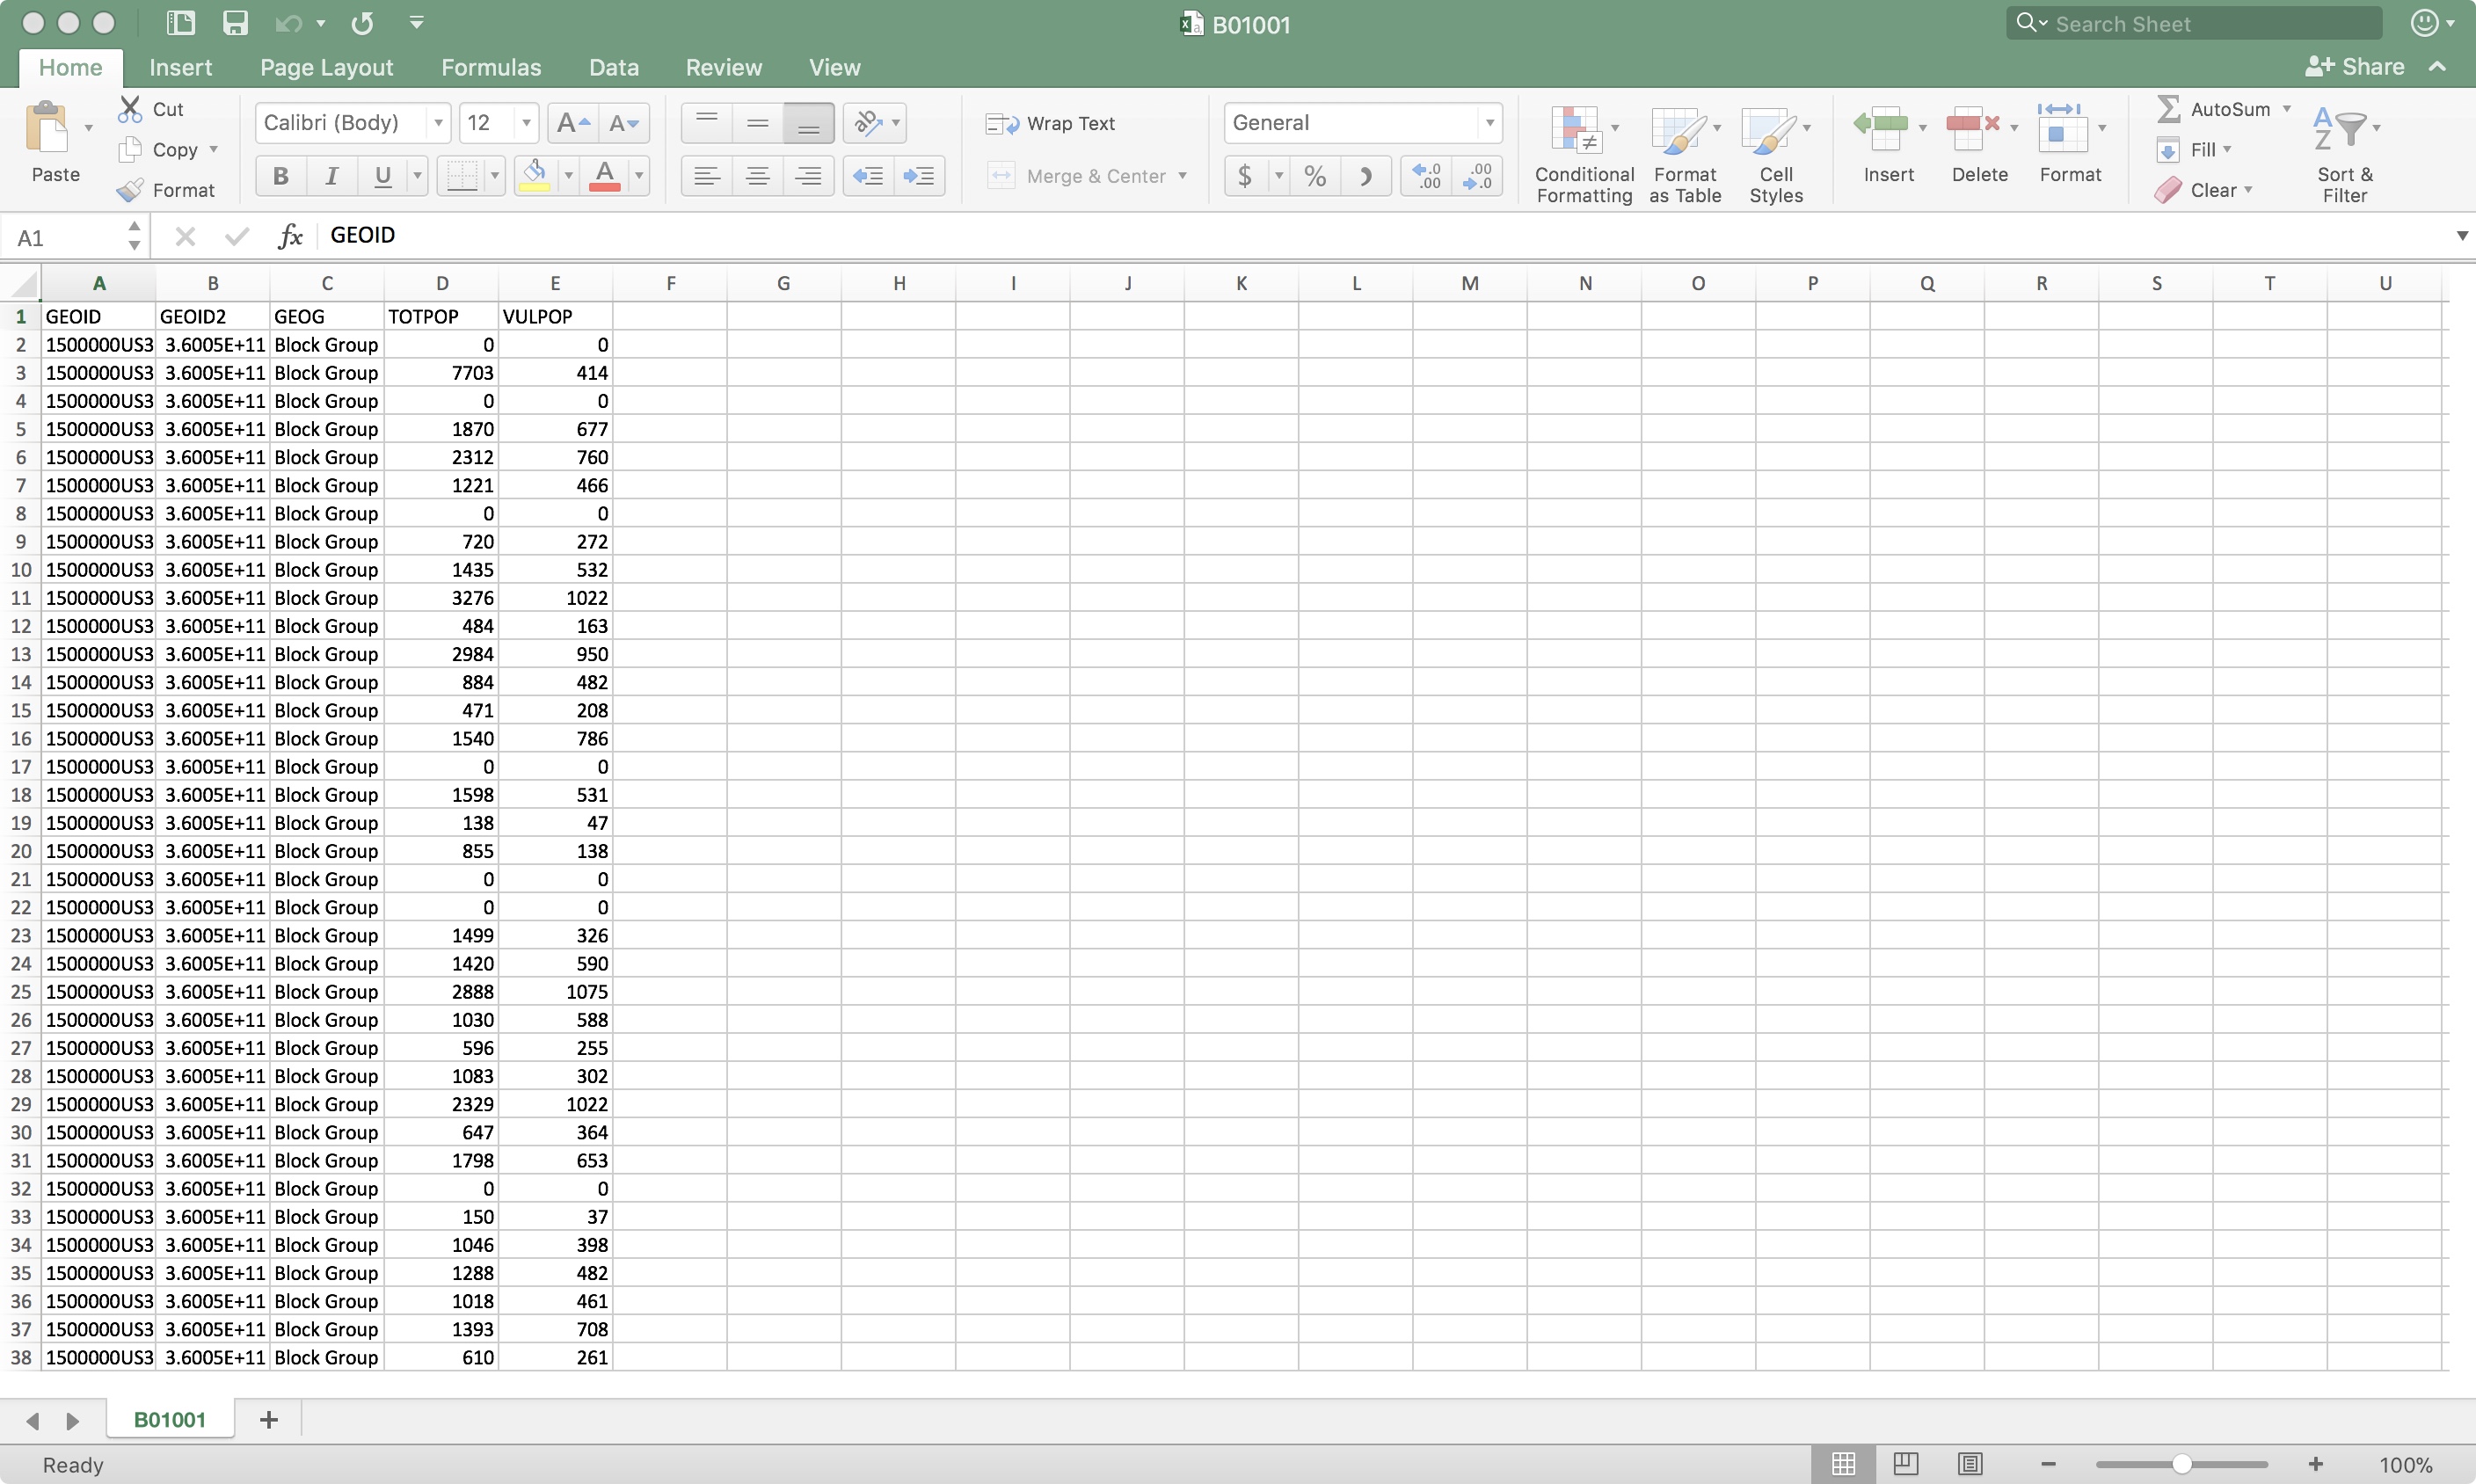 B01001
Search Sheet
Home Insert Page Layout Formulas Data Review View Share
Paste
Cut
Copy
Format
Calibri (Body) 12
B I U
Wrap Text
Merge & Center
General
$ %
Conditional Formatting
Format as Table
Cell Styles
Insert Delete Format
AutoSum
Fill
Clear
Sort & Filter
A1 fx GEOID
A B C D E F G H I J K L M N O P Q R S T U
1 GEOID GEOID2 GEOG TOTPOP VULPOP
2 1500000US3 3.6005E+11 Block Group 0 0
3 1500000US3 3.6005E+11 Block Group 7703 414
4 1500000US3 3.6005E+11 Block Group 0 0
5 1500000US3 3.6005E+11 Block Group 1870 677
6 1500000US3 3.6005E+11 Block Group 2312 760
7 1500000US3 3.6005E+11 Block Group 1221 466
8 1500000US3 3.6005E+11 Block Group 0 0
9 1500000US3 3.6005E+11 Block Group 720 272
10 1500000US3 3.6005E+11 Block Group 1435 532
11 1500000US3 3.6005E+11 Block Group 3276 1022
12 1500000US3 3.6005E+11 Block Group 484 163
13 1500000US3 3.6005E+11 Block Group 2984 950
14 1500000US3 3.6005E+11 Block Group 884 482
15 1500000US3 3.6005E+11 Block Group 471 208
16 1500000US3 3.6005E+11 Block Group 1540 786
17 1500000US3 3.6005E+11 Block Group 0 0
18 1500000US3 3.6005E+11 Block Group 1598 531
19 1500000US3 3.6005E+11 Block Group 138 47
20 1500000US3 3.6005E+11 Block Group 855 138
21 1500000US3 3.6005E+11 Block Group 0 0
22 1500000US3 3.6005E+11 Block Group 0 0
23 1500000US3 3.6005E+11 Block Group 1499 326
24 1500000US3 3.6005E+11 Block Group 1420 590
25 1500000US3 3.6005E+11 Block Group 2888 1075
26 1500000US3 3.6005E+11 Block Group 1030 588
27 1500000US3 3.6005E+11 Block Group 596 255
28 1500000US3 3.6005E+11 Block Group 1083 302
29 1500000US3 3.6005E+11 Block Group 2329 1022
30 1500000US3 3.6005E+11 Block Group 647 364
31 1500000US3 3.6005E+11 Block Group 1798 653
32 1500000US3 3.6005E+11 Block Group 0 0
33 1500000US3 3.6005E+11 Block Group 150 37
34 1500000US3 3.6005E+11 Block Group 1046 398
35 1500000US3 3.6005E+11 Block Group 1288 482
36 1500000US3 3.6005E+11 Block Group 1018 461
37 1500000US3 3.6005E+11 Block Group 1393 708
38 1500000US3 3.6005E+11 Block Group 610 261
B01001 +
Ready
100%